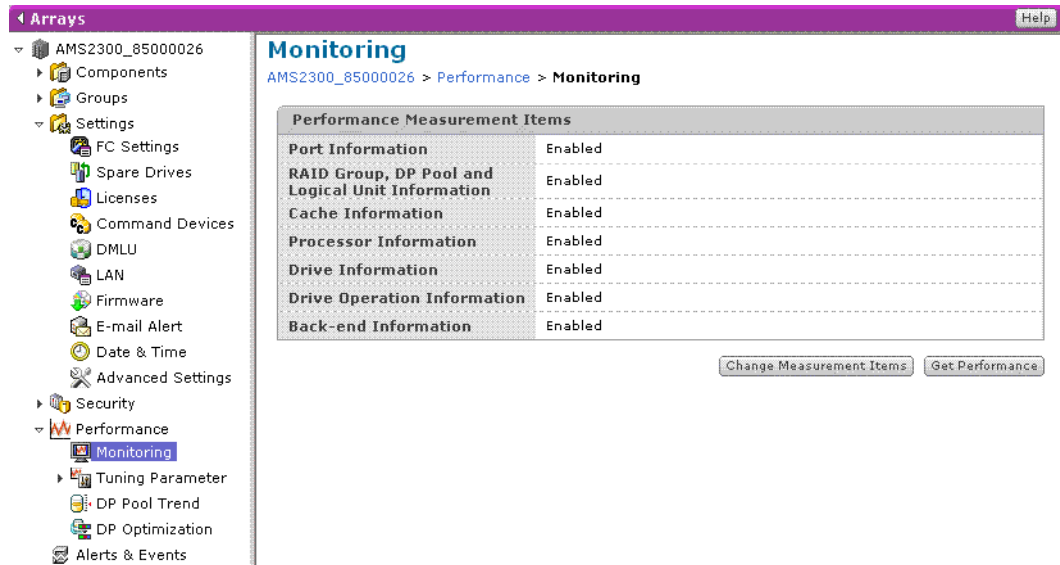 Arrays
Help
AMS2300_85000026
Components
Groups
Settings
FC Settings
Spare Drives
Licenses
Command Devices
DMLU
LAN
Firmware
E-mail Alert
Date & Time
Advanced Settings
Security
Performance
Monitoring
Tuning Parameter
DP Pool Trend
DP Optimization
Alerts & Events
Monitoring
AMS2300_85000026 > Performance > Monitoring
Performance Measurement Items
Port Information Enabled
RAID Group, DP Pool and
Logical Unit Information Enabled
Cache Information Enabled
Processor Information Enabled
Drive Information Enabled
Drive Operation Information Enabled
Back-end Information Enabled
Change Measurement Items Get Performance